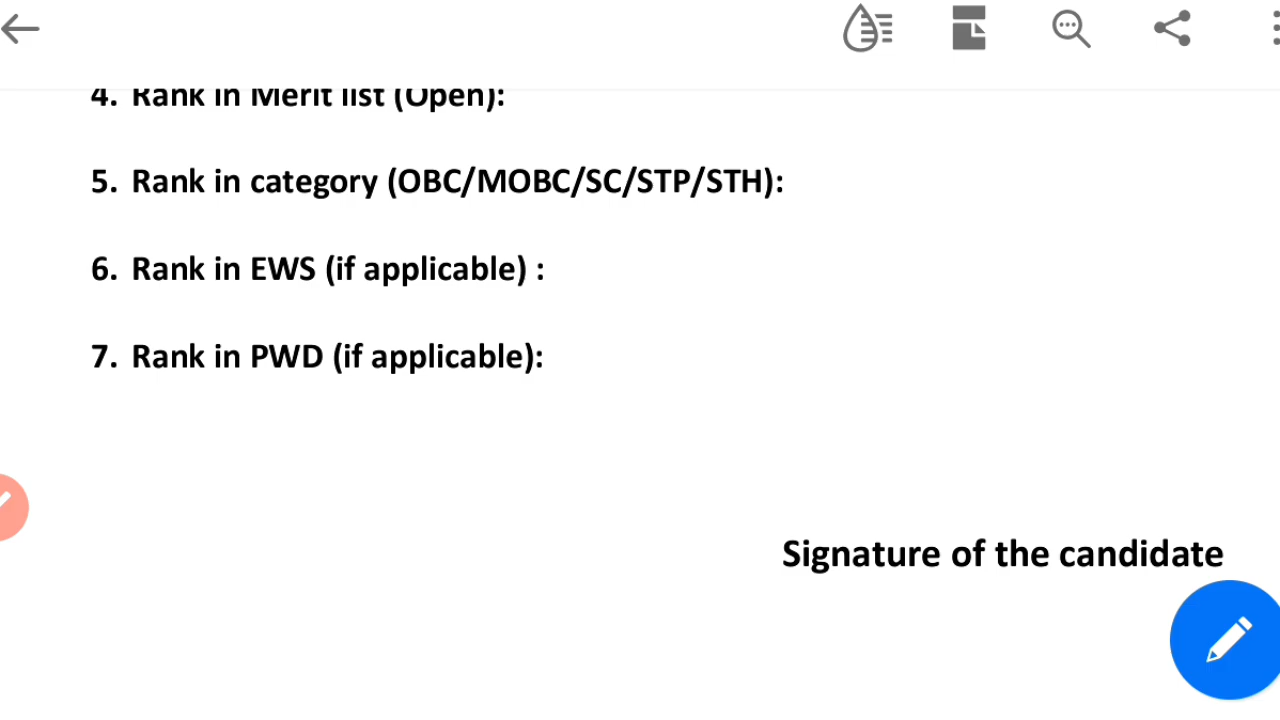 4. Rank in Merit list (Open):
5. Rank in category (OBC/MOBC/SC/STP/STH):
6. Rank in EWS (if applicable) :
7. Rank in PWD (if applicable):
Signature of the candidate